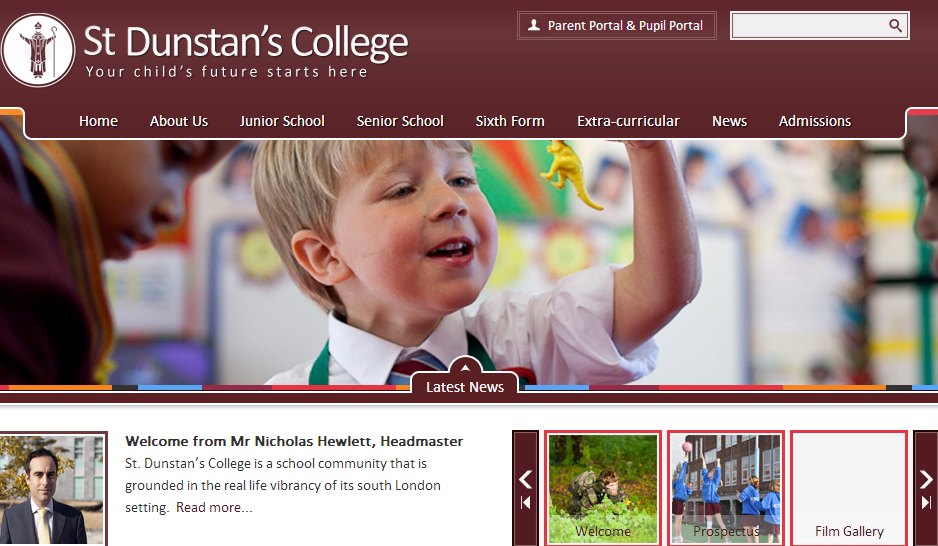 Parent Portal & Pupil Portal
St Dunstan's College
Your child's future starts here
Home About Us Junior School Senior School Sixth Form Extra-curricular News Admissions
Latest News
Welcome from Mr Nicholas Hewlett, Headmaster
St. Dunstan's College is a school community that is
grounded in the real life vibrancy of its south London
setting. Read more...
Welcome Prospectus Film Gallery